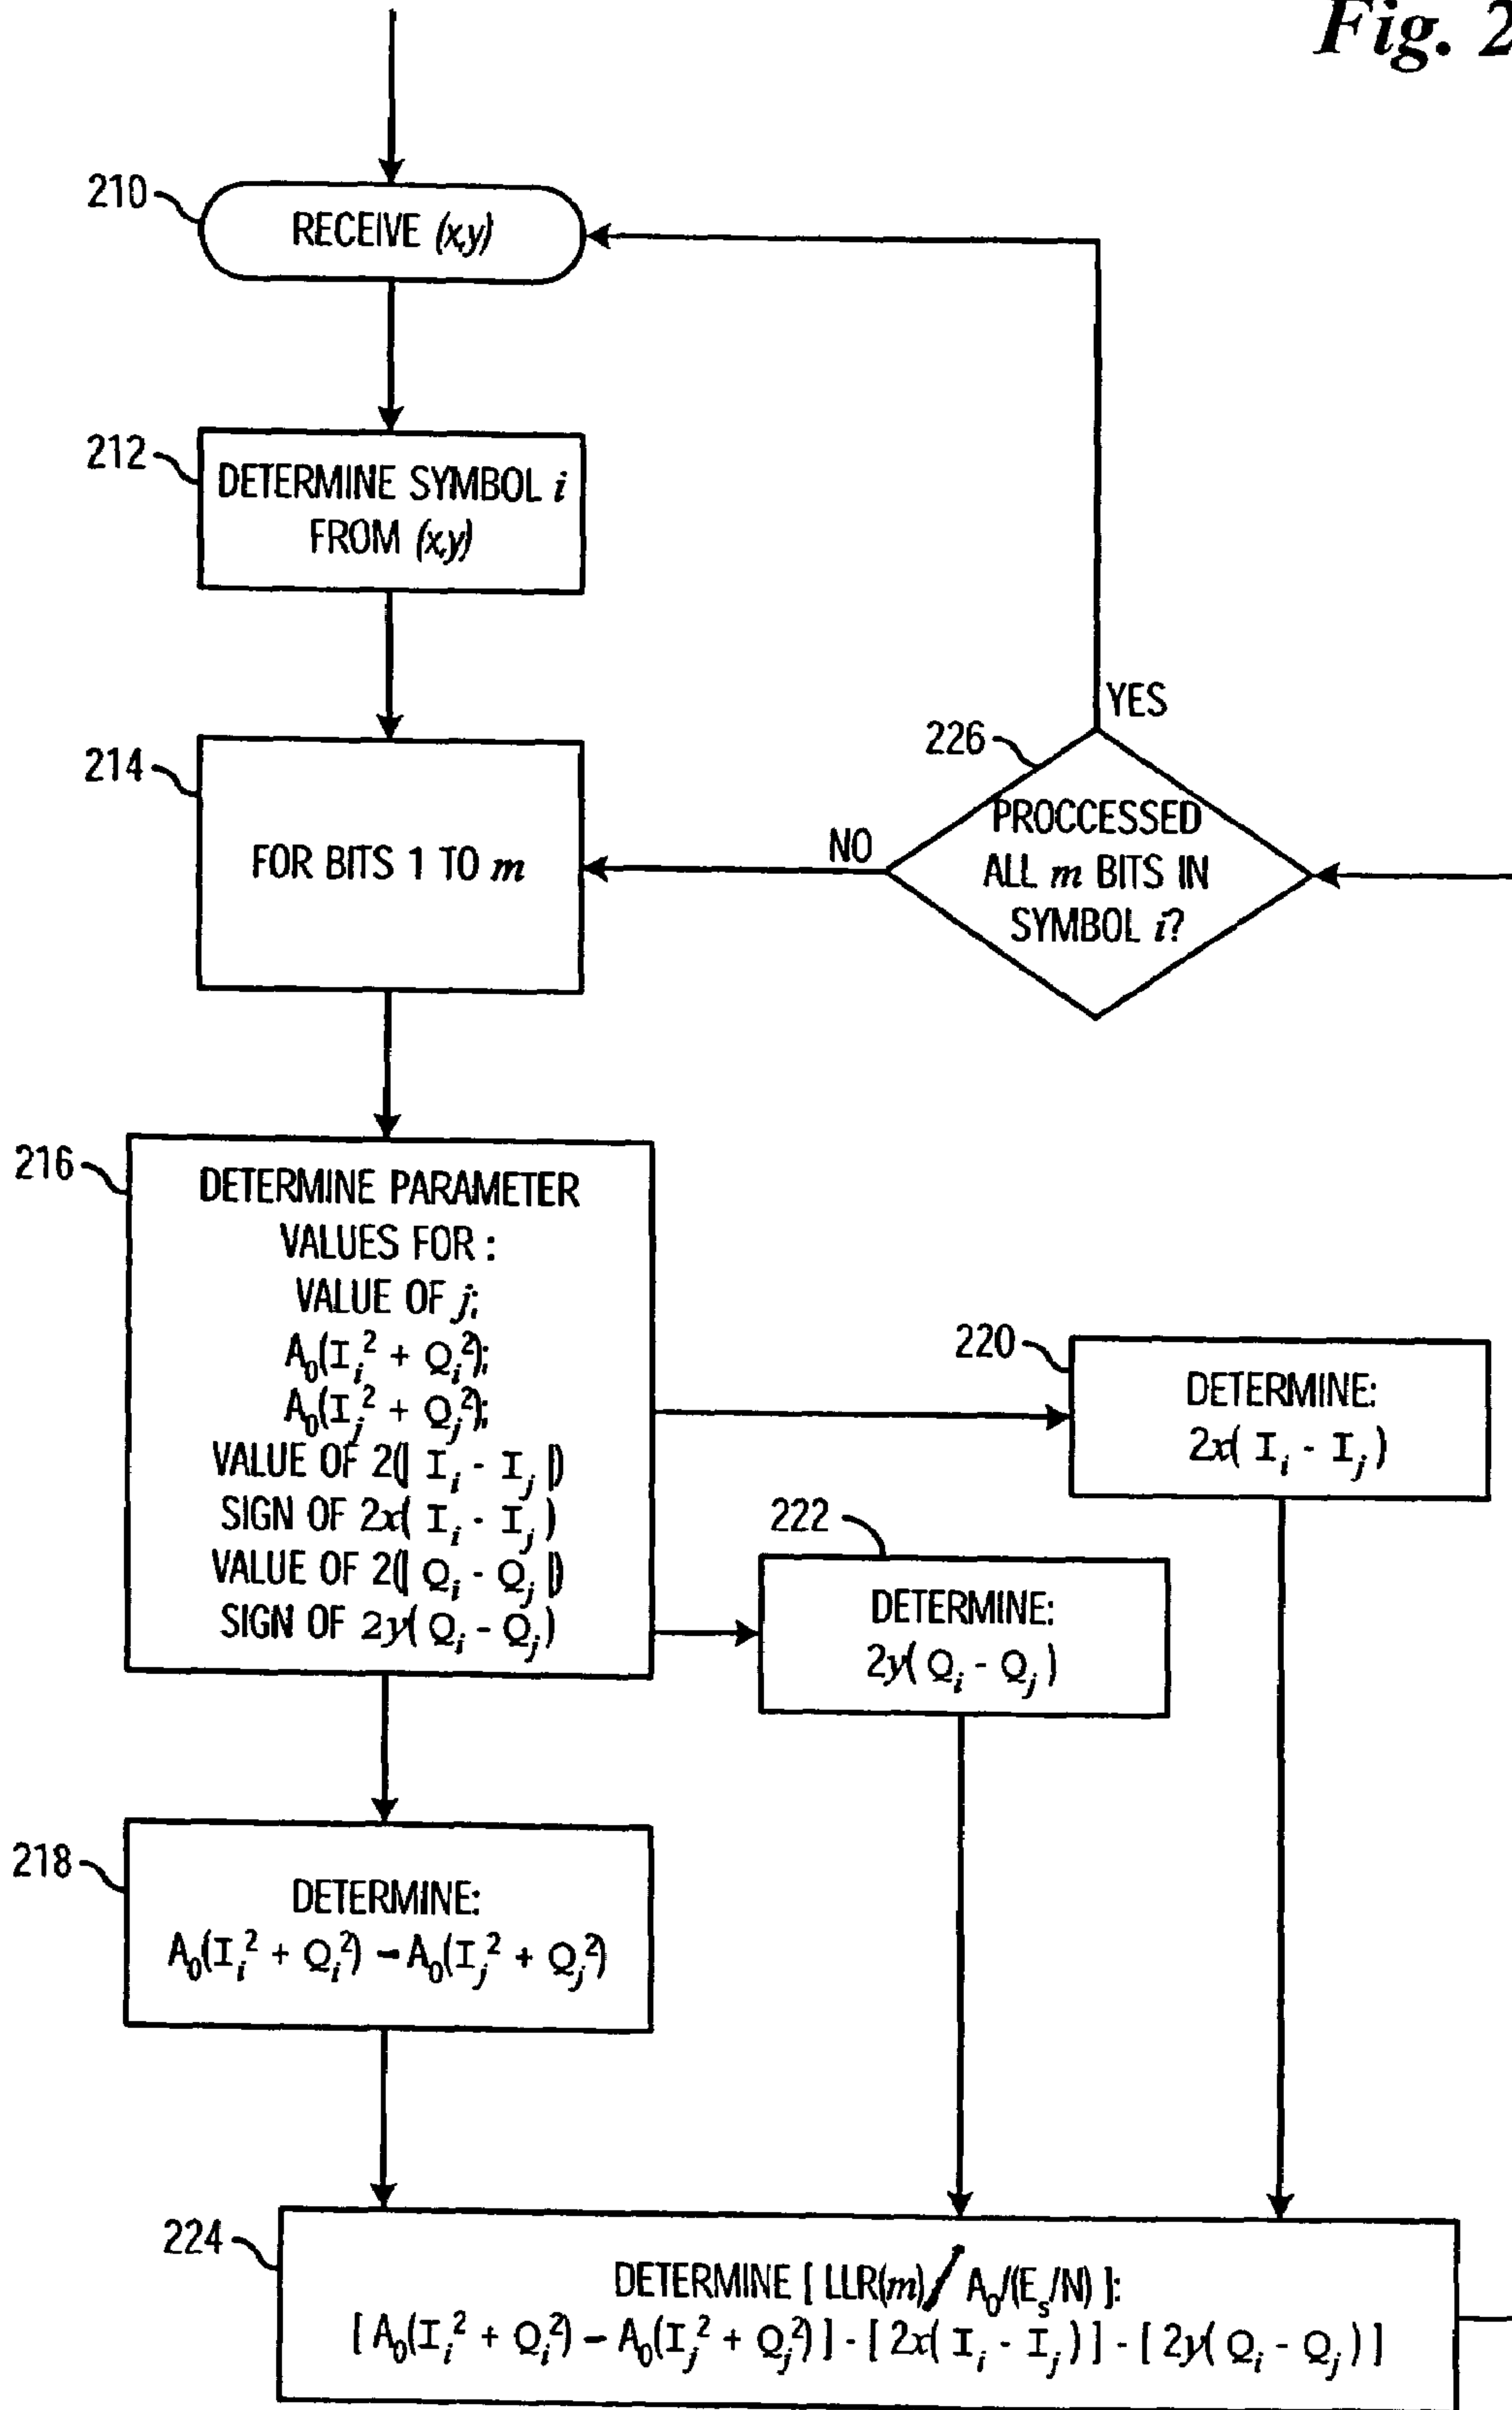 Fig. 2
210
RECEIVE (x,y)
212
DETERMINE SYMBOL i
FROM (x,y)
214
FOR BITS 1 TO m
226
YES
NO
PROCCESSED
ALL m BITS IN
SYMBOL i?
216
DETERMINE PARAMETER
VALUES FOR :
VALUE OF j;
A₀(Iᵢ² + Qᵢ²);
A₀(Iⱼ² + Qⱼ²);
VALUE OF 2(| Iᵢ - Iⱼ |)
SIGN OF 2x( Iᵢ - Iⱼ )
VALUE OF 2(| Qᵢ - Qⱼ |)
SIGN OF 2y( Qᵢ - Qⱼ )
220
DETERMINE:
2x( Iᵢ - Iⱼ )
222
DETERMINE:
2y( Qᵢ - Qⱼ )
218
DETERMINE:
A₀(Iᵢ² + Qᵢ²) – A₀(Iⱼ² + Qⱼ²)
224
DETERMINE [ LLR(m) / A₀/(Eₛ/N) ]:
[ A₀(Iᵢ² + Qᵢ²) – A₀(Iⱼ² + Qⱼ²) ] - [ 2x( Iᵢ - Iⱼ ) ] - [ 2y( Qᵢ - Qⱼ ) ]